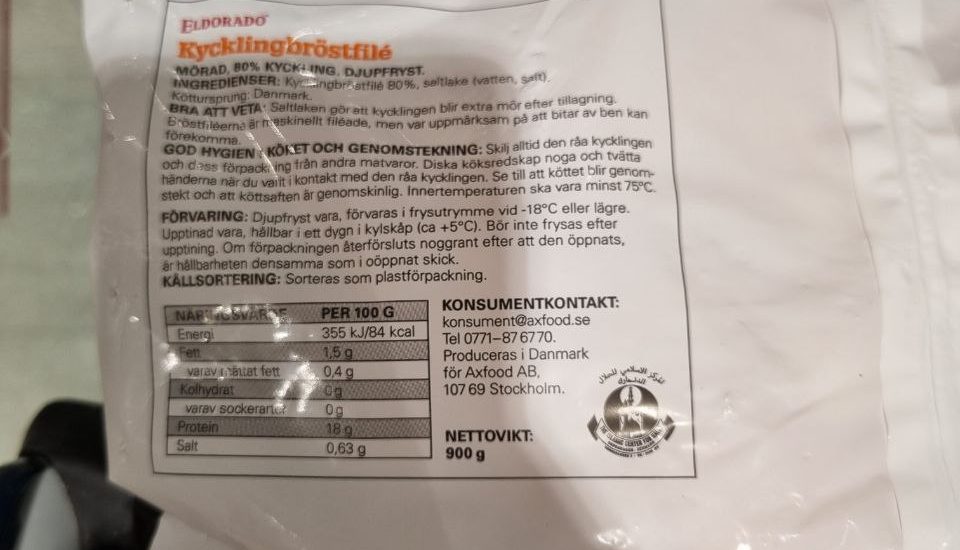 ELDORADO
Kycklingbröstfilé
MÖRAD, 80% KYCKLING, DJUPFRYST.
INGREDIENSER: Kycklingbröstfilé 80%, saltlake (vatten, salt).
Köttursprung: Danmark.
BRA ATT VETA: Saltlaken gör att kycklingen blir extra mör efter tillagning.
Bröstfiléerna är maskinellt filéade, men var uppmärksam på att bitar av ben kan
förekomma.
GOD HYGIEN I KÖKET OCH GENOMSTEKNING: Skilj alltid den råa kycklingen
och dess förpackning från andra matvaror. Diska köksredskap noga och tvätta
händerna när du varit i kontakt med den råa kycklingen. Se till att köttet blir genom-
stekt och att köttsaften är genomskinlig. Innertemperaturen ska vara minst 75°C.
FÖRVARING: Djupfryst vara, förvaras i frysutrymme vid -18°C eller lägre.
Upptinad vara, hållbar i ett dygn i kylskåp (ca +5°C). Bör inte frysas efter
upptining. Om förpackningen återförsluts noggrant efter att den öppnats,
är hållbarheten densamma som i oöppnat skick.
KÄLLSORTERING: Sorteras som plastförpackning.
NÄRINGSVÄRDE PER 100 G
Energi 355 kJ/84 kcal
Fett 1,5 g
varav mättat fett 0,4 g
Kolhydrat 0 g
varav sockerarter 0 g
Protein 18 g
Salt 0,63 g
KONSUMENTKONTAKT:
konsument@axfood.se
Tel 0771–87 67 70.
Produceras i Danmark
för Axfood AB,
107 69 Stockholm.
NETTOVIKT:
900 g